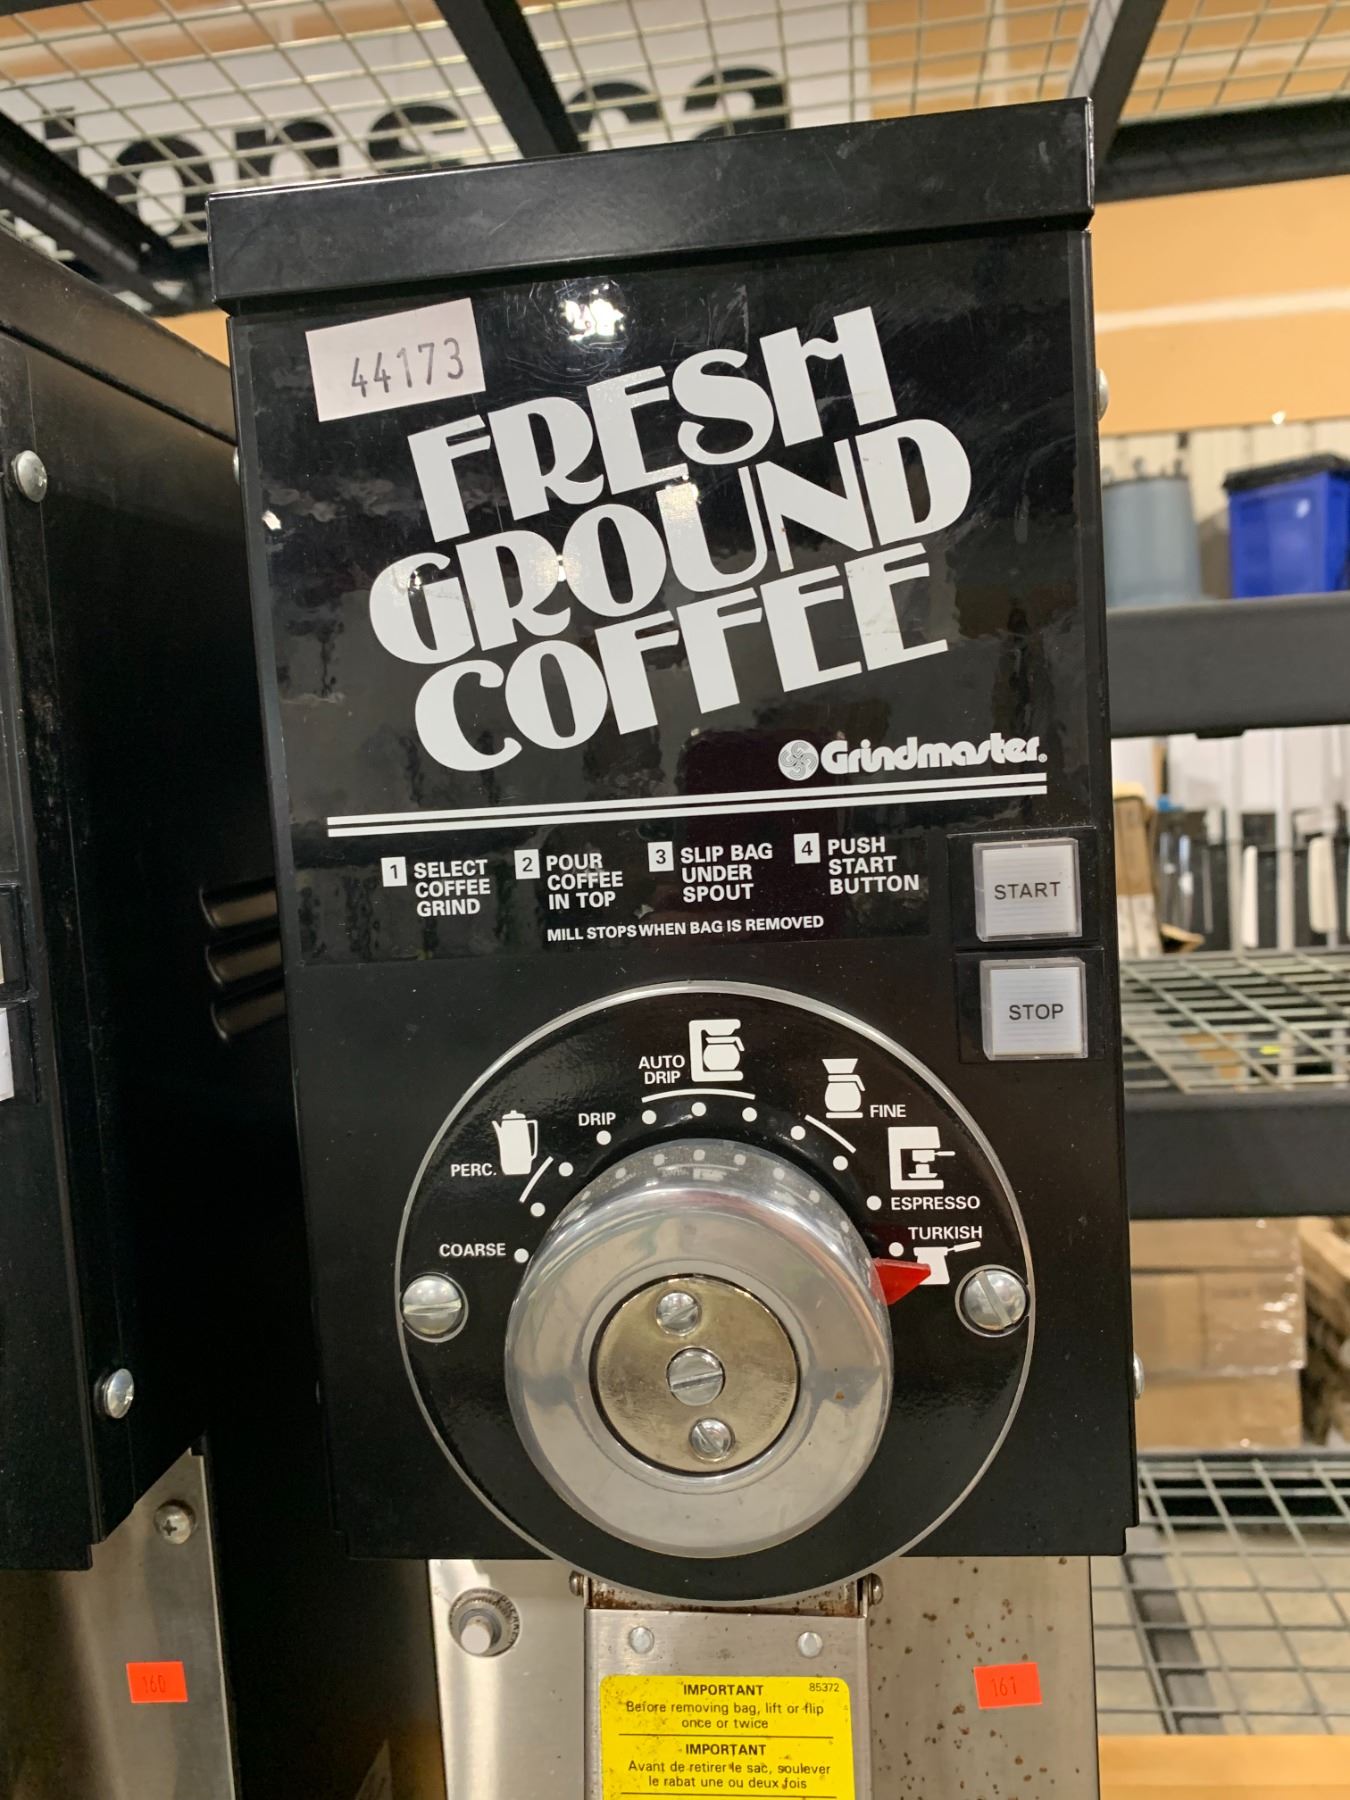 ions.ca
44173
FRESH
GROUND
COFFEE
Grindmaster®
1 SELECT COFFEE GRIND
2 POUR COFFEE IN TOP
3 SLIP BAG UNDER SPOUT
4 PUSH START BUTTON
MILL STOPS WHEN BAG IS REMOVED
START
STOP
AUTO
DRIP
DRIP
FINE
PERC.
ESPRESSO
COARSE
TURKISH
160
161
IMPORTANT 85372
Before removing bag, lift or flip
once or twice
IMPORTANT
Avant de retirer le sac, soulever
le rabat une ou deux fois